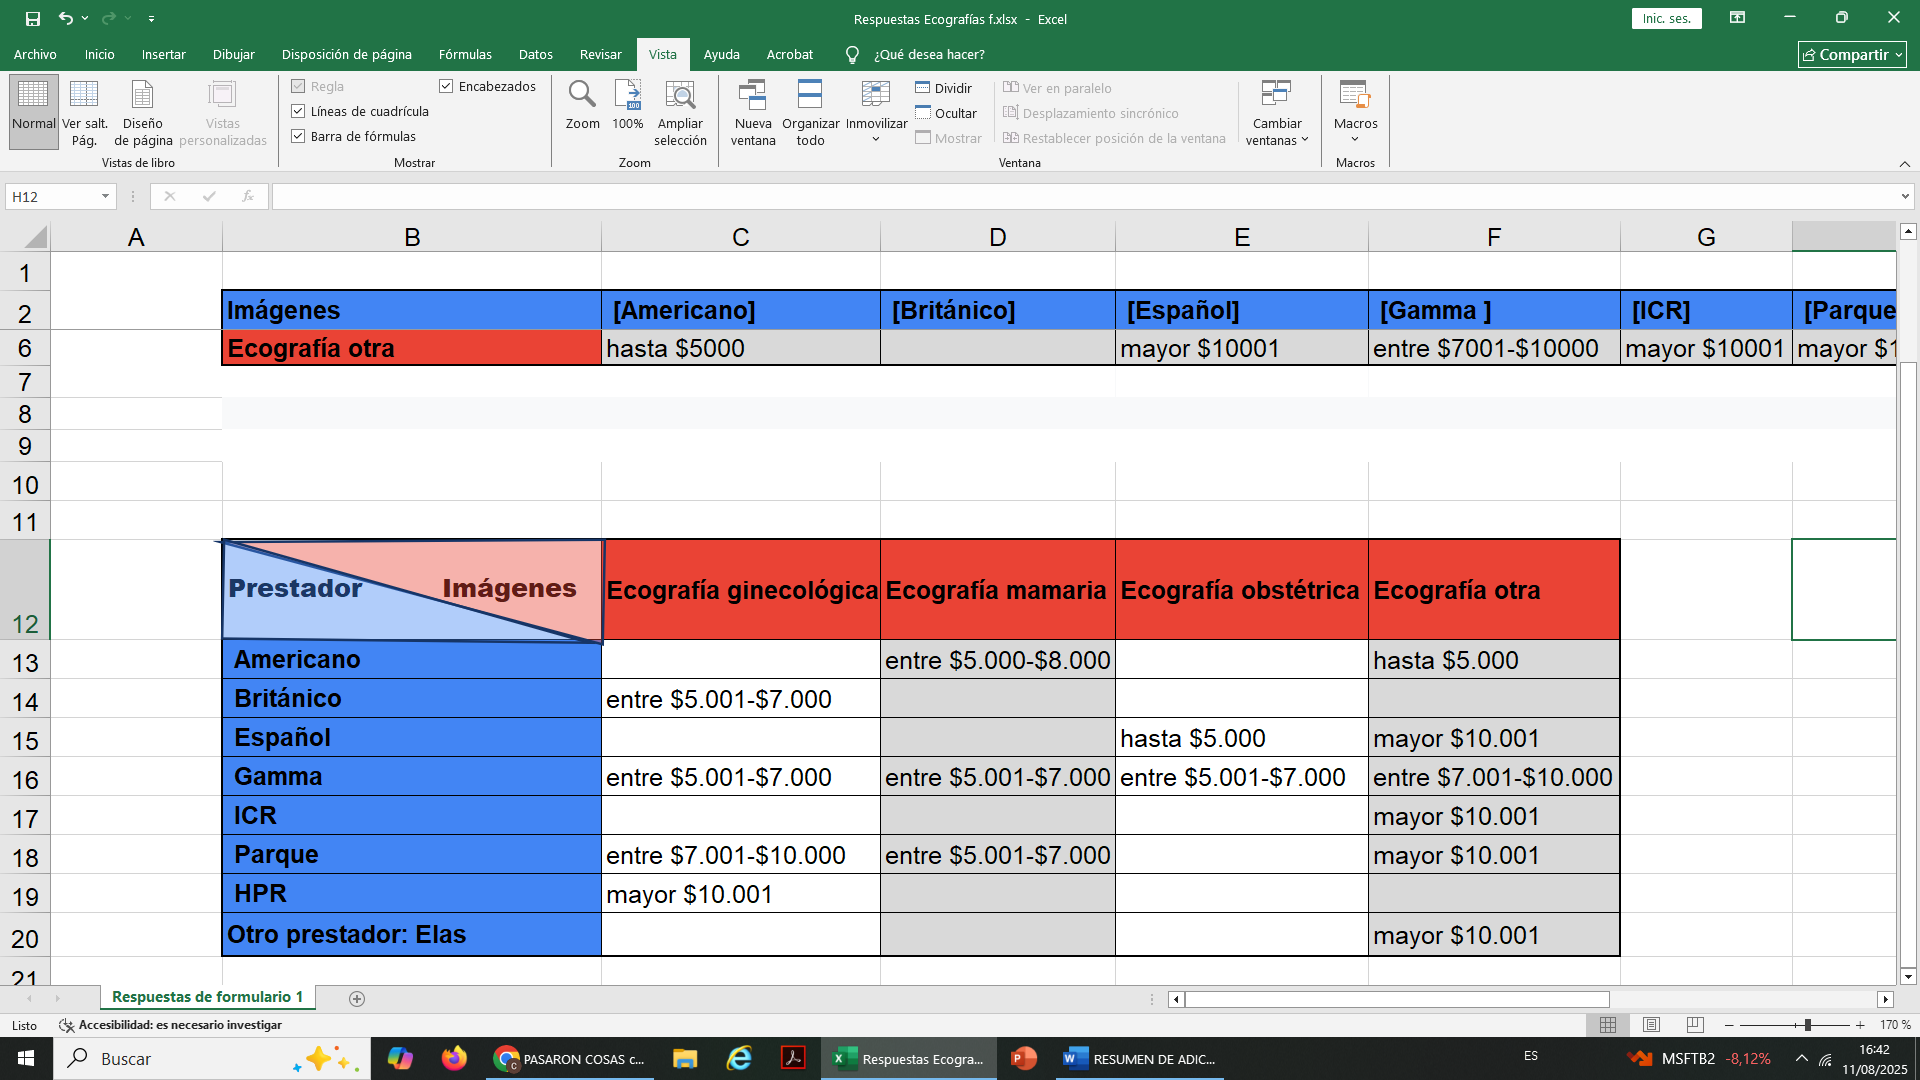 Respuestas Ecografías f.xlsx - Excel
Inic. ses.
Archivo Inicio Insertar Dibujar Disposición de página Fórmulas Datos Revisar Vista Ayuda Acrobat ¿Qué desea hacer? Compartir
Normal Ver salt. Pág. Diseño de página Vistas personalizadas
Vistas de libro
Regla Encabezados
Líneas de cuadrícula
Barra de fórmulas
Mostrar
Zoom 100% Ampliar selección
100
Zoom
Nueva ventana Organizar todo Inmovilizar
Dividir Ver en paralelo
Ocultar Desplazamiento sincrónico
Mostrar Restablecer posición de la ventana
Cambiar ventanas
Ventana
Macros
Macros
H12 fx
A B C D E F G
1
2 Imágenes [Americano] [Británico] [Español] [Gamma ] [ICR] [Parque
6 Ecografía otra hasta $5000 mayor $10001 entre $7001-$10000 mayor $10001 mayor $1
7
8
9
10
11
12 Prestador Imágenes Ecografía ginecológica Ecografía mamaria Ecografía obstétrica Ecografía otra
13 Americano entre $5.000-$8.000 hasta $5.000
14 Británico entre $5.001-$7.000
15 Español hasta $5.000 mayor $10.001
16 Gamma entre $5.001-$7.000 entre $5.001-$7.000 entre $5.001-$7.000 entre $7.001-$10.000
17 ICR mayor $10.001
18 Parque entre $7.001-$10.000 entre $5.001-$7.000 mayor $10.001
19 HPR mayor $10.001
20 Otro prestador: Elas mayor $10.001
21
Respuestas de formulario 1
Listo Accesibilidad: es necesario investigar 170 %
Buscar PASARON COSAS c... Respuestas Ecogra... RESUMEN DE ADIC... ES MSFTB2 -8,12% 16:42
11/08/2025